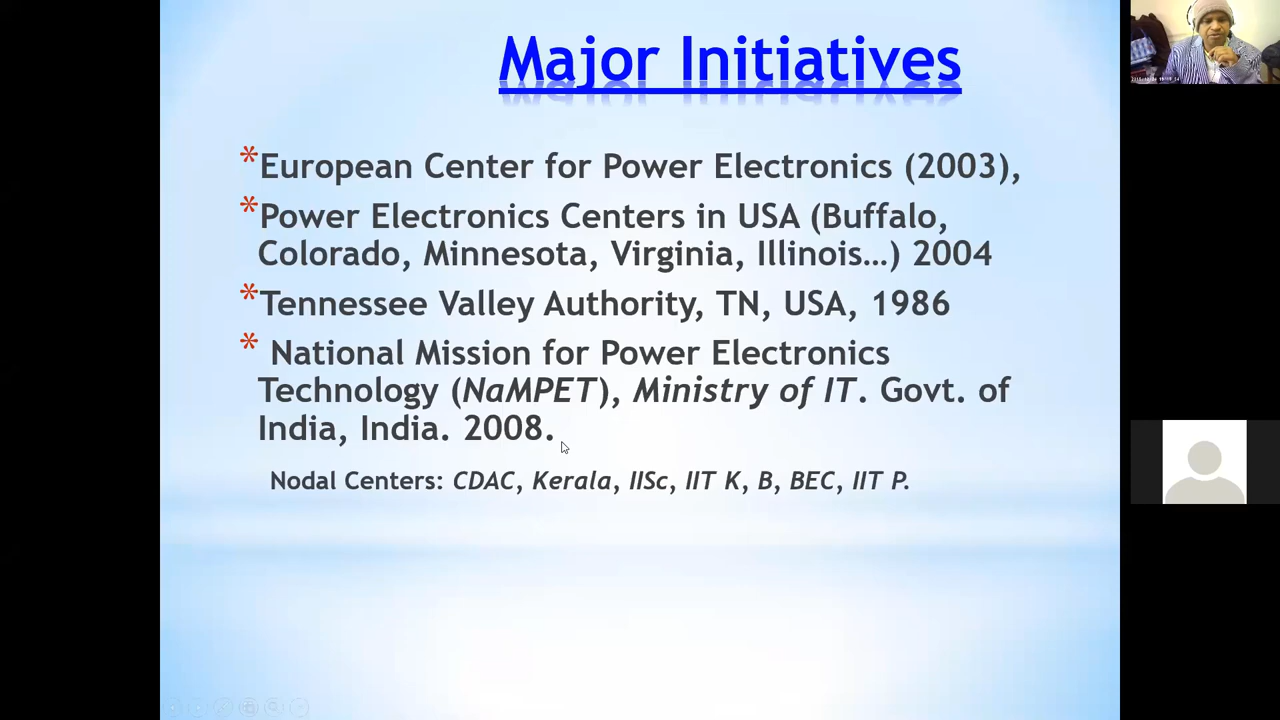 Major Initiatives
*European Center for Power Electronics (2003),
*Power Electronics Centers in USA (Buffalo,
Colorado, Minnesota, Virginia, Illinois…) 2004
*Tennessee Valley Authority, TN, USA, 1986
* National Mission for Power Electronics
Technology (NaMPET), Ministry of IT. Govt. of
India, India. 2008.
Nodal Centers: CDAC, Kerala, IISc, IIT K, B, BEC, IIT P.